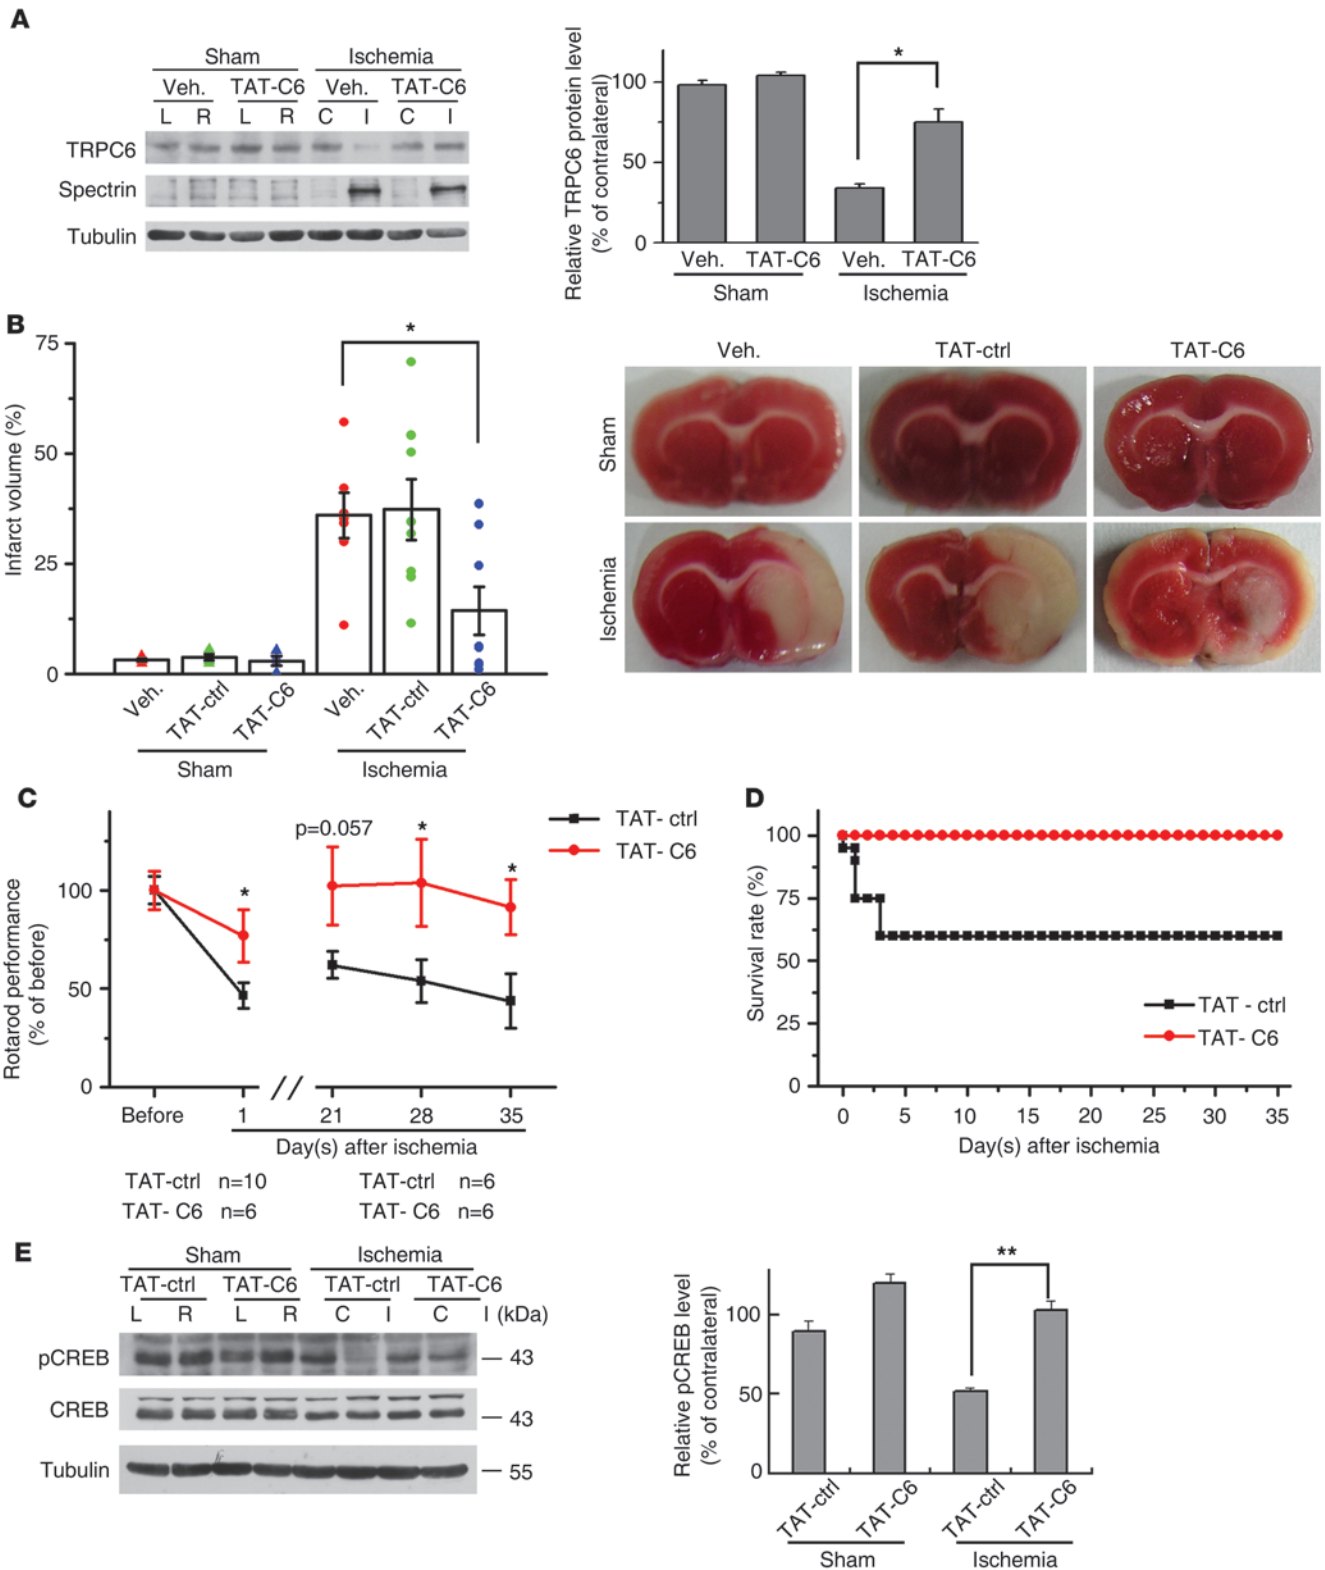 A
Sham Ischemia
Veh. TAT-C6 Veh. TAT-C6
L R L R C I C I
TRPC6
Spectrin
Tubulin
Relative TRPC6 protein level
(% of contralateral)
100
50
0
*
Veh. TAT-C6 Veh. TAT-C6
Sham Ischemia
B
Infarct volume (%)
75
50
25
0
*
Veh. TAT-ctrl TAT-C6 Veh. TAT-ctrl TAT-C6
Sham Ischemia
Veh. TAT-ctrl TAT-C6
Sham
Ischemia
C
Rotarod performance
(% of before)
100
50
0
* p=0.057 * *
TAT- ctrl
TAT- C6
Before 1 21 28 35
Day(s) after ischemia
TAT-ctrl n=10 TAT-ctrl n=6
TAT- C6 n=6 TAT- C6 n=6
D
Survival rate (%)
100
75
50
25
0
TAT - ctrl
TAT- C6
0 5 10 15 20 25 30 35
Day(s) after ischemia
E
Sham Ischemia
TAT-ctrl TAT-C6 TAT-ctrl TAT-C6
L R L R C I C I (kDa)
pCREB 43
CREB 43
Tubulin 55
Relative pCREB level
(% of contralateral)
100
50
0
**
TAT-ctrl TAT-C6 TAT-ctrl TAT-C6
Sham Ischemia